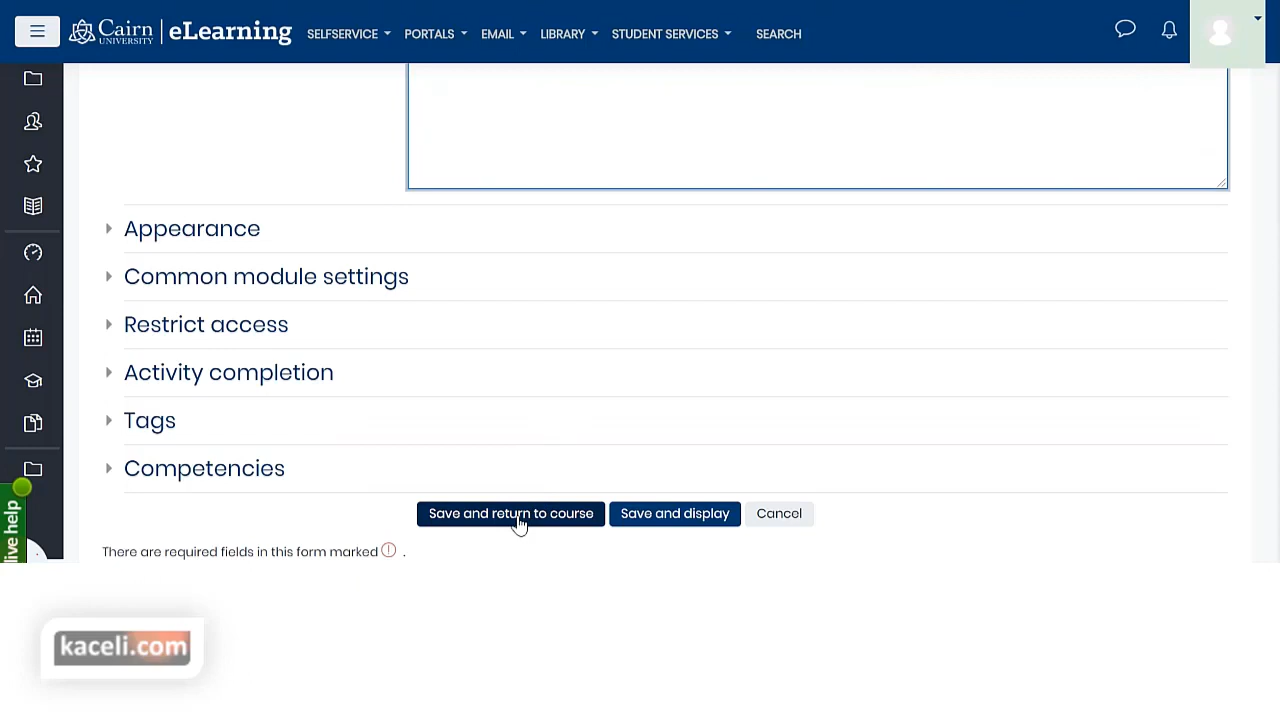 Cairn UNIVERSITY eLearning SELFSERVICE PORTALS EMAIL LIBRARY STUDENT SERVICES SEARCH
Appearance
Common module settings
Restrict access
Activity completion
Tags
Competencies
Save and return to course Save and display Cancel
There are required fields in this form marked .
live help
kaceli.com